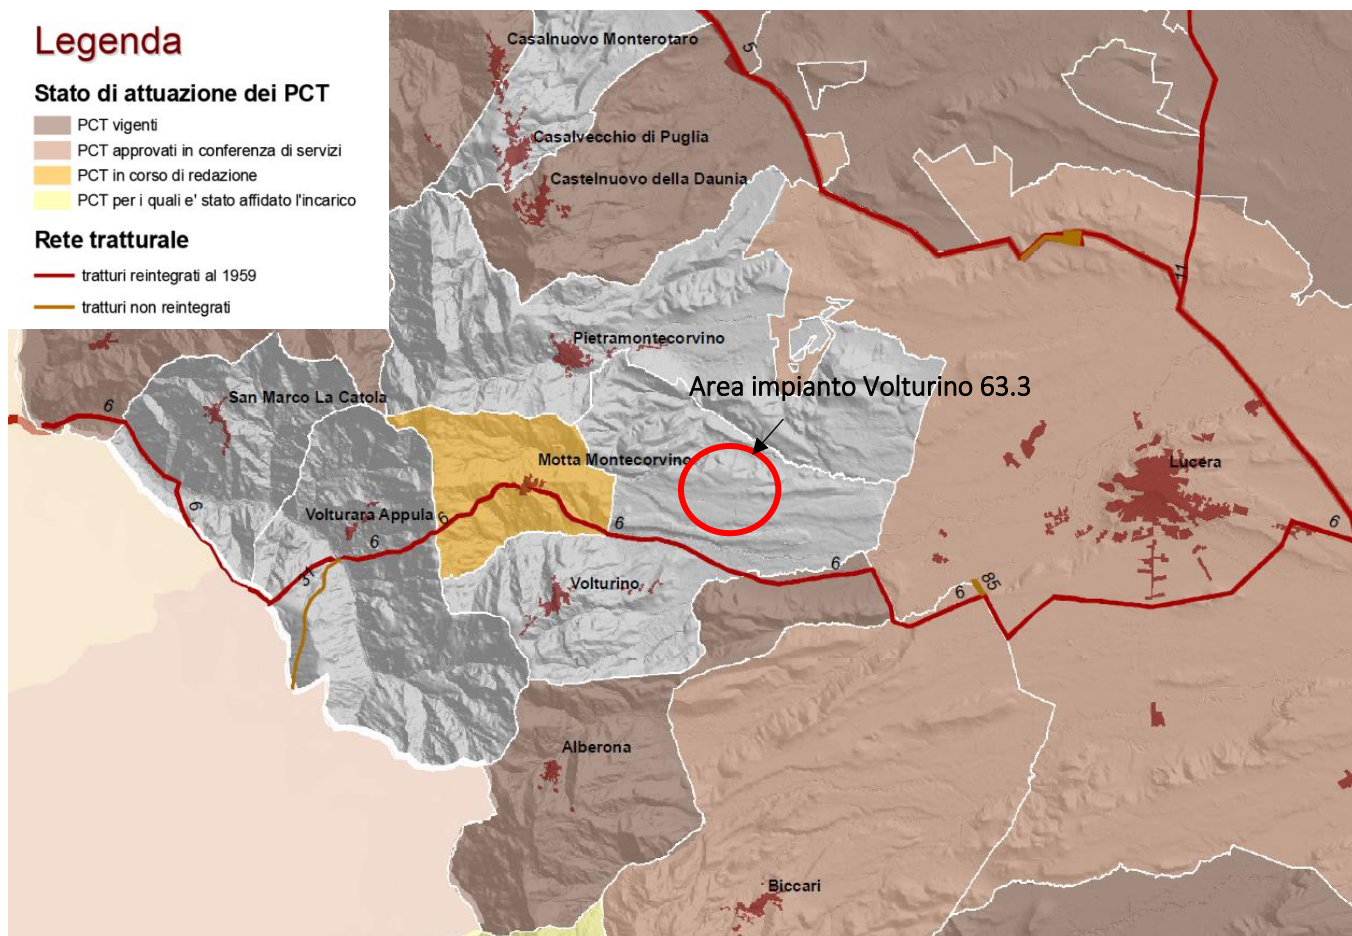 Legenda
Stato di attuazione dei PCT
PCT vigenti
PCT approvati in conferenza di servizi
PCT in corso di redazione
PCT per i quali e' stato affidato l'incarico
Rete tratturale
tratturi reintegrati al 1959
tratturi non reintegrati
Casalnuovo Monterotaro
5
Casalvecchio di Puglia
Castelnuovo della Daunia
11
Pietramontecorvino
Area impianto Volturino 63.3
San Marco La Catola
6
Motta Montecorvino
Lucera
6
Volturara Appula
6
6
6
6
37
6
Volturino
6
85
Alberona
Biccari